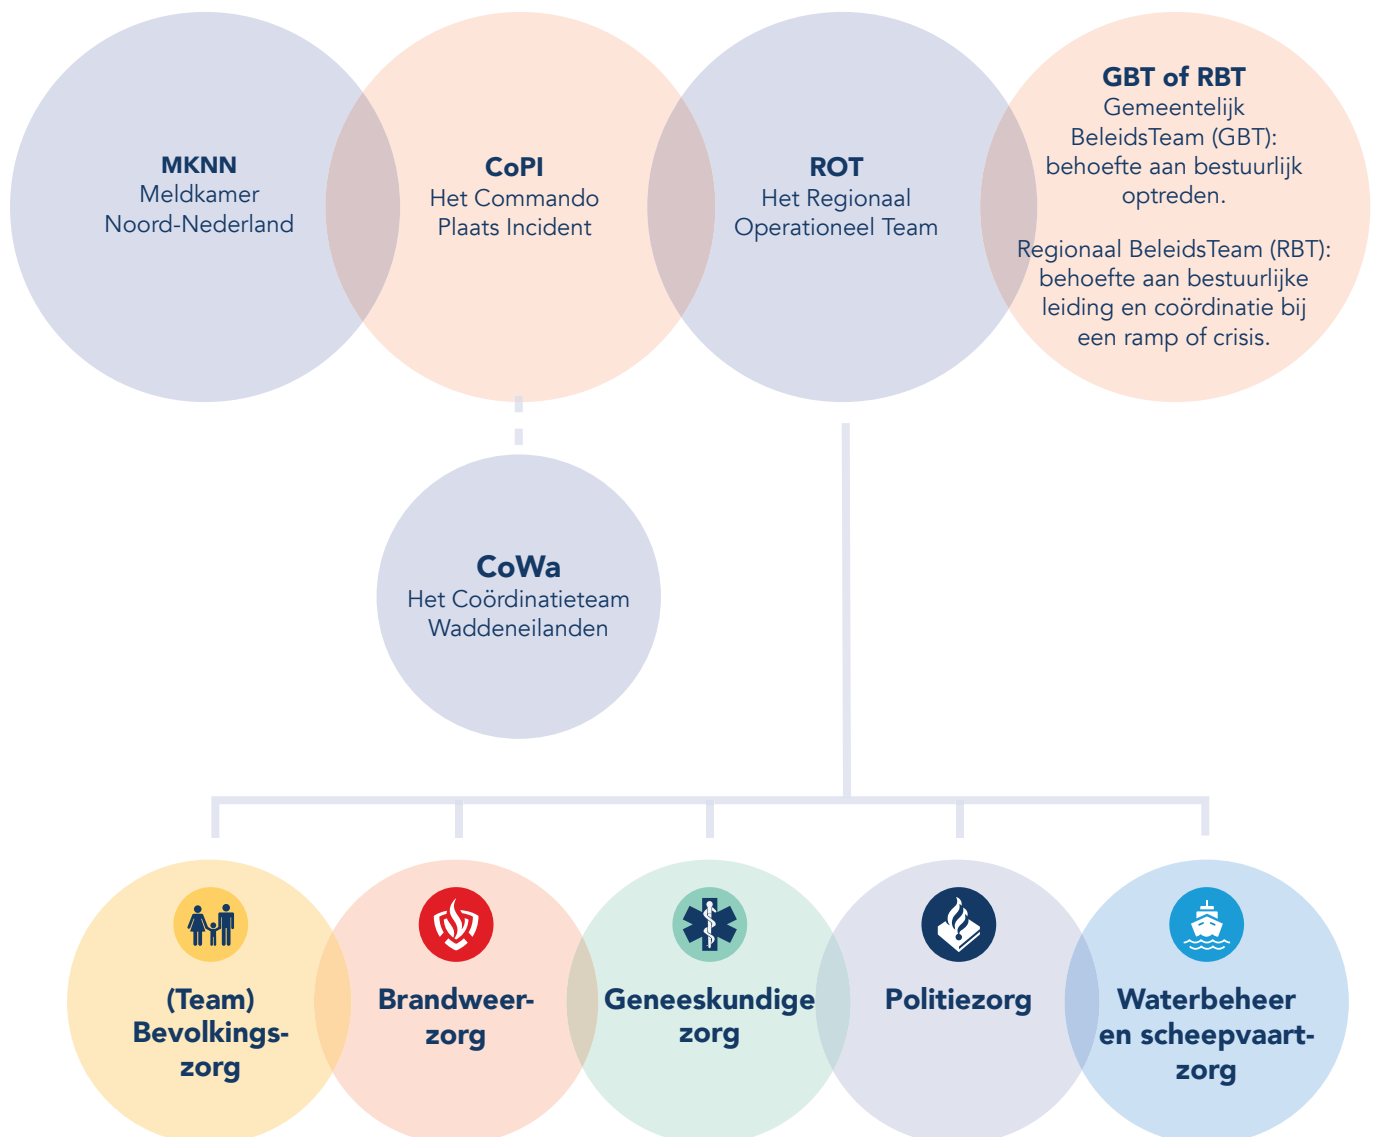 MKNN
Meldkamer
Noord-Nederland
CoPI
Het Commando
Plaats Incident
ROT
Het Regionaal
Operationeel Team
GBT of RBT
Gemeentelijk
BeleidsTeam (GBT):
behoefte aan bestuurlijk
optreden.
Regionaal BeleidsTeam (RBT):
behoefte aan bestuurlijke
leiding en coördinatie bij
een ramp of crisis.
CoWa
Het Coördinatieteam
Waddeneilanden
(Team)
Bevolkings-
zorg
Brandweer-
zorg
Geneeskundige
zorg
Politiezorg
Waterbeheer
en scheepvaart-
zorg